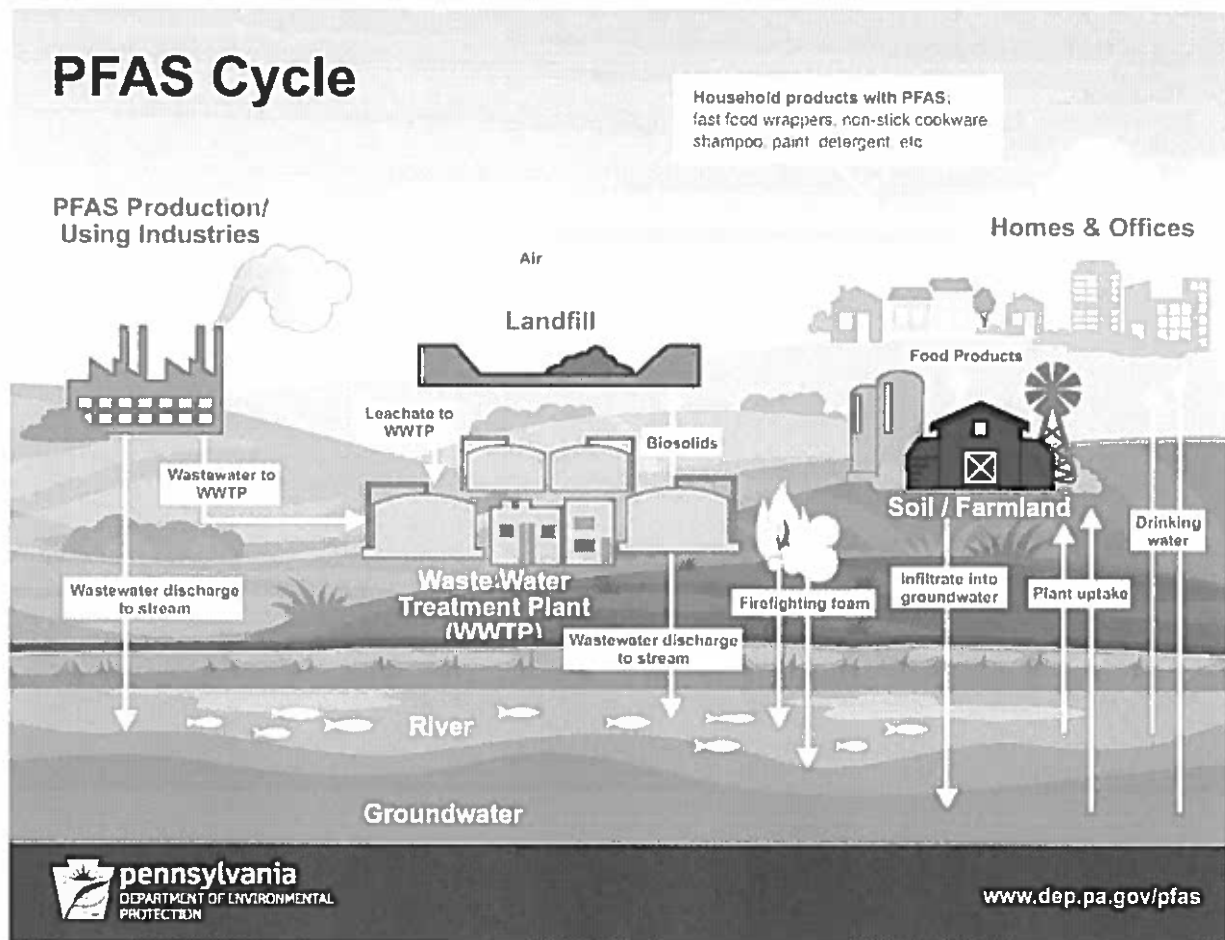 PFAS Cycle
Household products with PFAS:
fast food wrappers, non-stick cookware
shampoo, paint, detergent, etc
PFAS Production/
Using Industries
Homes & Offices
Air
Landfill
Food Products
Leachate to
WWTP
Biosolids
Wastewater to
WWTP
Soil / Farmland
Drinking
water
Waste Water
Treatment Plant
(WWTP)
Wastewater discharge
to stream
Firefighting foam
Infiltrate into
groundwater
Plant uptake
Wastewater discharge
to stream
River
Groundwater
pennsylvania
DEPARTMENT OF ENVIRONMENTAL
PROTECTION
www.dep.pa.gov/pfas